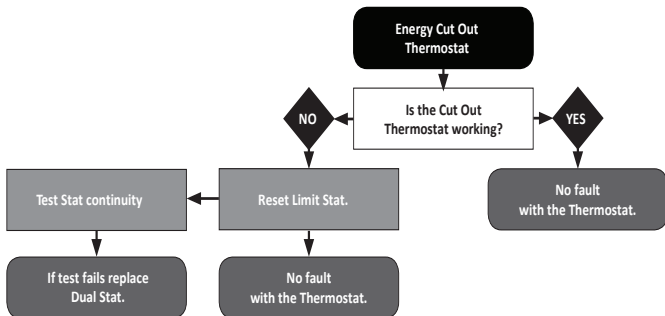 Energy Cut Out
Thermostat
Is the Cut Out
Thermostat working?
NO
YES
No fault
with the Thermostat.
Test Stat continuity
Reset Limit Stat.
If test fails replace
Dual Stat.
No fault
with the Thermostat.